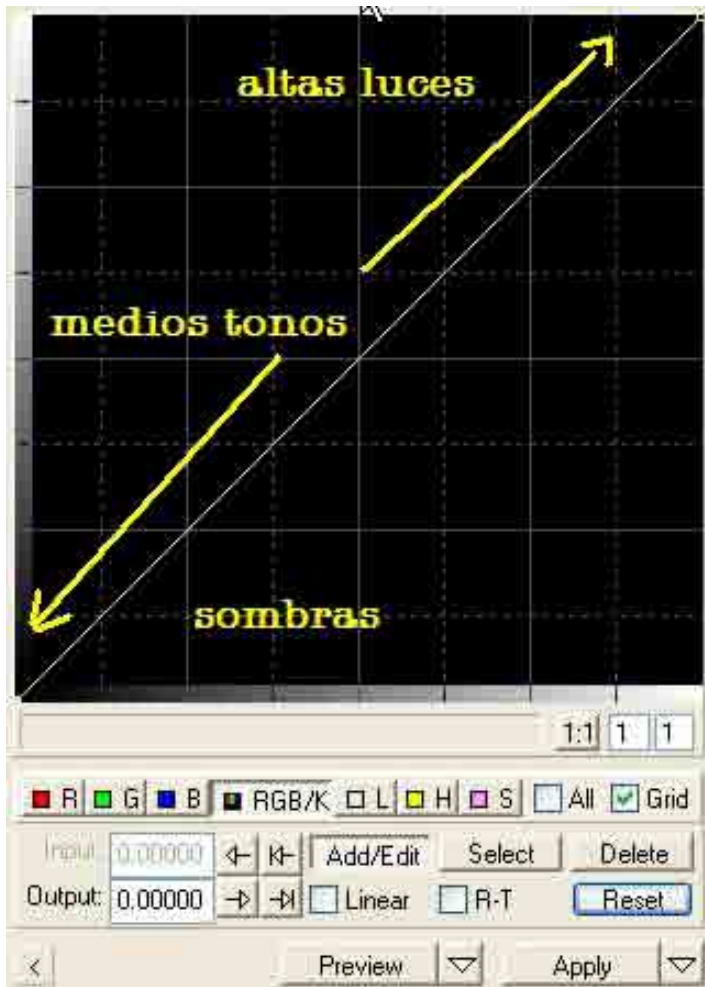 altas luces
medios tonos
sombras
1:1 1 1
R G B RGB/K L H S All Grid
Input: 0.00000 Add/Edit Select Delete
Output: 0.00000 Linear R-T Reset
< Preview Apply